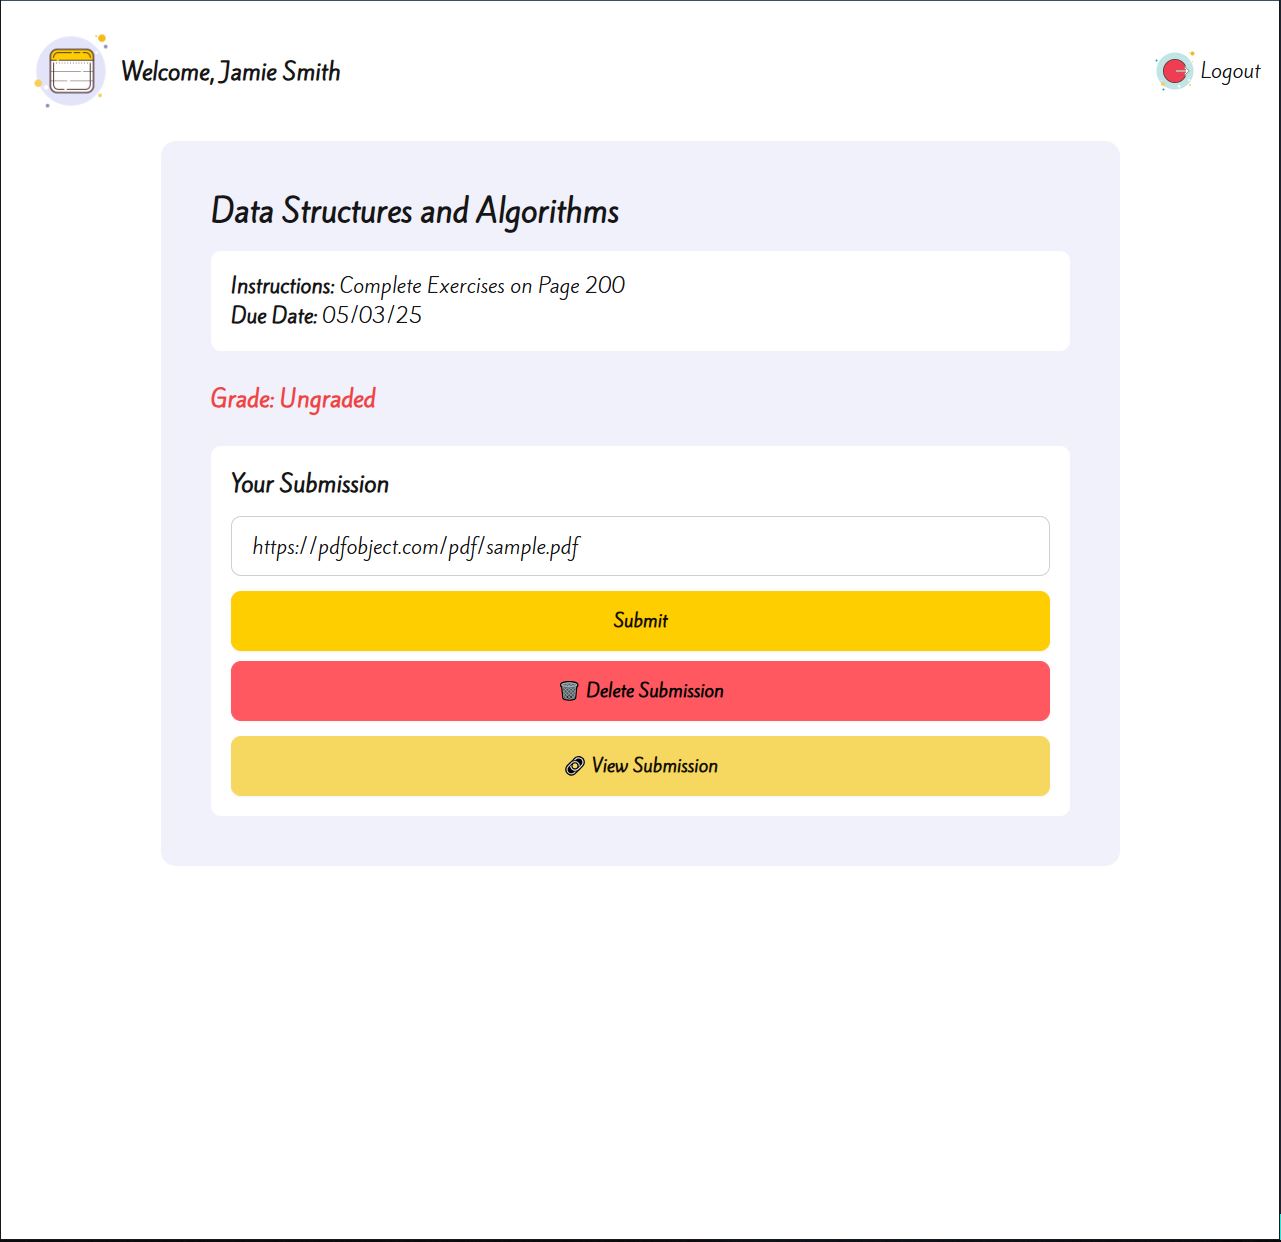 Welcome, Jamie Smith
Logout
Data Structures and Algorithms
Instructions: Complete Exercises on Page 200
Due Date: 05/03/25
Grade: Ungraded
Your Submission
https://pdfobject.com/pdf/sample.pdf
Submit
🗑️ Delete Submission
🔗 View Submission